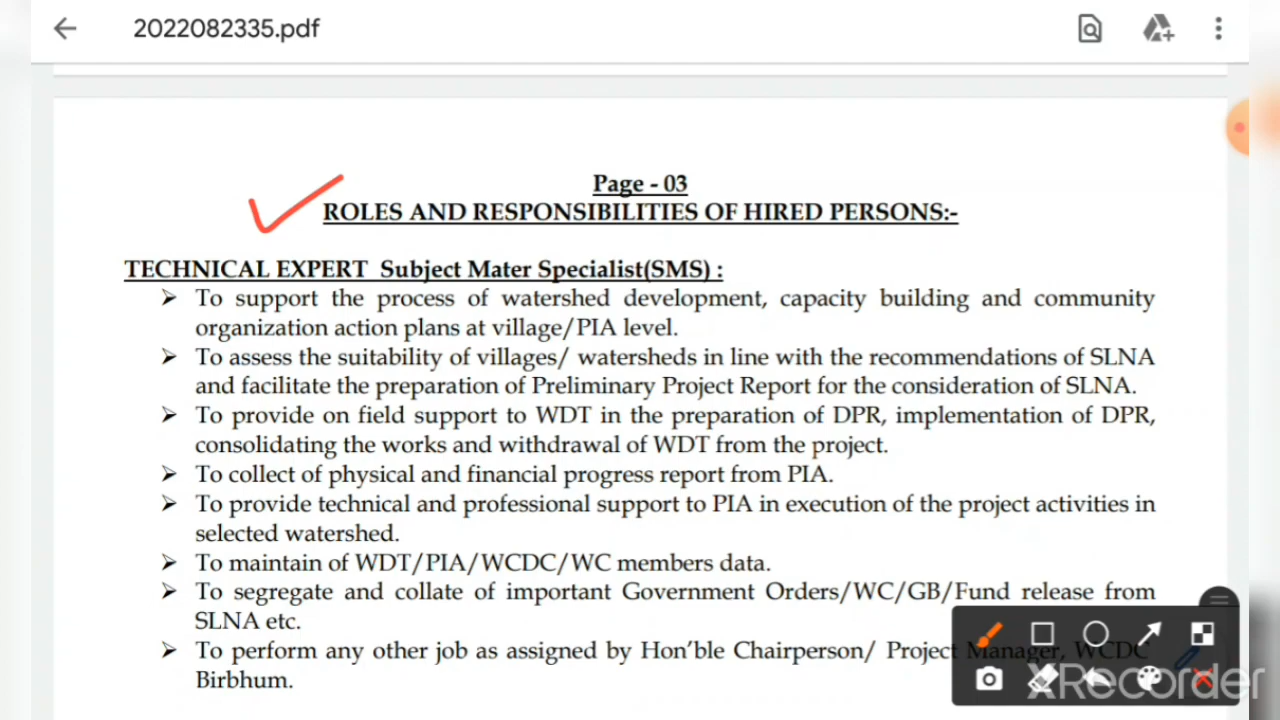 2022082335.pdf
Page - 03
ROLES AND RESPONSIBILITIES OF HIRED PERSONS:-
TECHNICAL EXPERT Subject Mater Specialist(SMS) :
➢ To support the process of watershed development, capacity building and community
organization action plans at village/PIA level.
➢ To assess the suitability of villages/ watersheds in line with the recommendations of SLNA
and facilitate the preparation of Preliminary Project Report for the consideration of SLNA.
➢ To provide on field support to WDT in the preparation of DPR, implementation of DPR,
consolidating the works and withdrawal of WDT from the project.
➢ To collect of physical and financial progress report from PIA.
➢ To provide technical and professional support to PIA in execution of the project activities in
selected watershed.
➢ To maintain of WDT/PIA/WCDC/WC members data.
➢ To segregate and collate of important Government Orders/WC/GB/Fund release from
SLNA etc.
➢ To perform any other job as assigned by Hon’ble Chairperson/ Project Manager, WCDC
Birbhum.
XRecorder